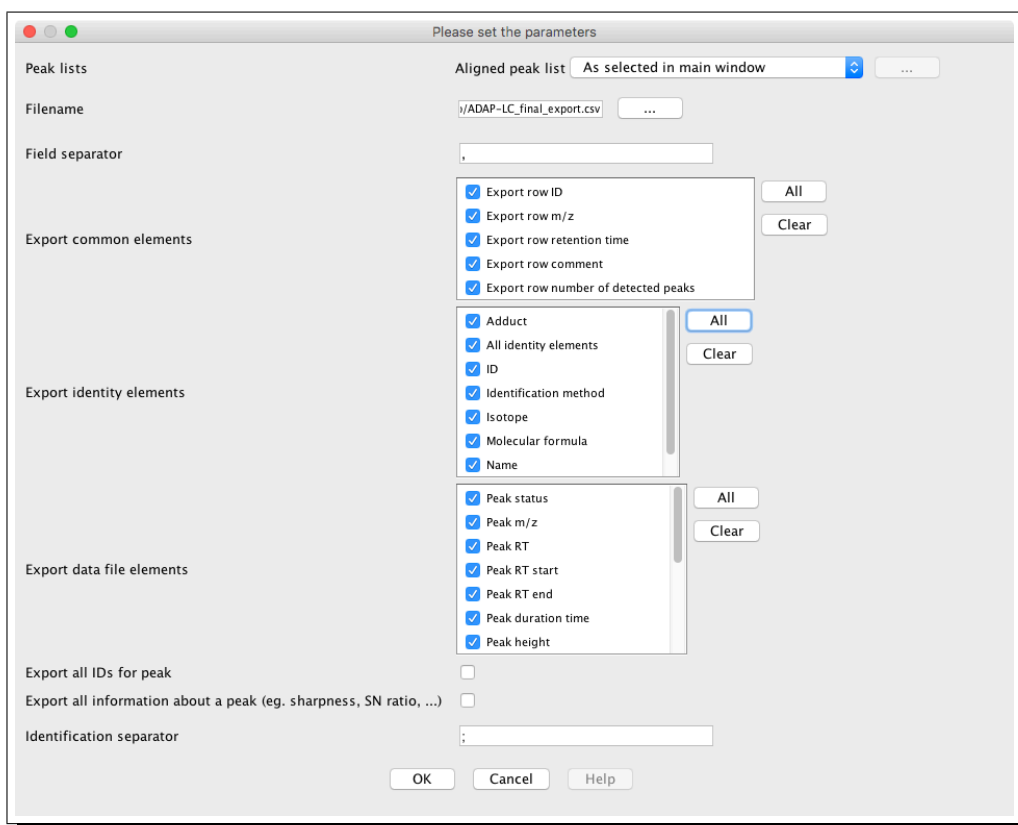 Please set the parameters
Peak lists Aligned peak list As selected in main window ...
Filename /ADAP-LC_final_export.csv ...
Field separator ,
Export common elements
Export row ID
Export row m/z
Export row retention time
Export row comment
Export row number of detected peaks
All
Clear
Export identity elements
Adduct
All identity elements
ID
Identification method
Isotope
Molecular formula
Name
All
Clear
Export data file elements
Peak status
Peak m/z
Peak RT
Peak RT start
Peak RT end
Peak duration time
Peak height
All
Clear
Export all IDs for peak
Export all information about a peak (eg. sharpness, SN ratio, ...)
Identification separator ;
OK Cancel Help